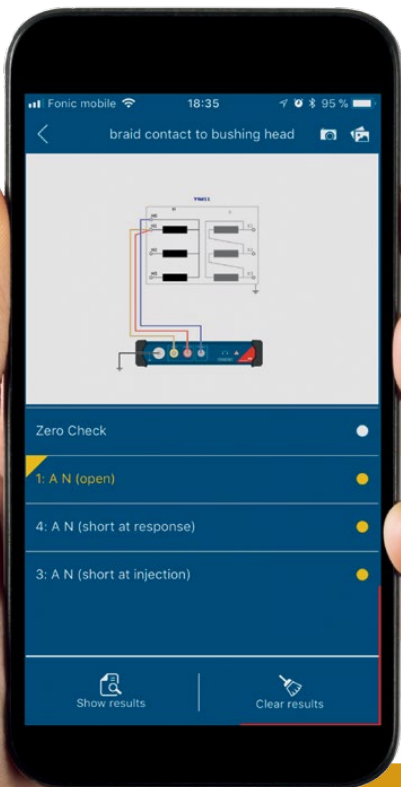 Fonic mobile 18:35 95 %
braid contact to bushing head
Zero Check
1: A N (open)
4: A N (short at response)
3: A N (short at injection)
Show results
Clear results